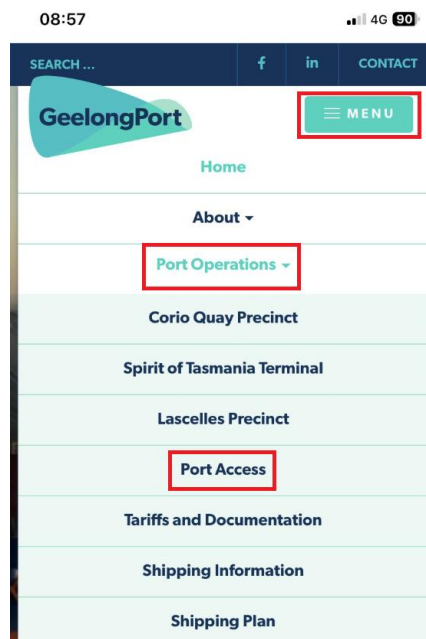 08:57 4G 90
SEARCH ... f in CONTACT
GeelongPort MENU
Home
About
Port Operations
Corio Quay Precinct
Spirit of Tasmania Terminal
Lascelles Precinct
Port Access
Tariffs and Documentation
Shipping Information
Shipping Plan